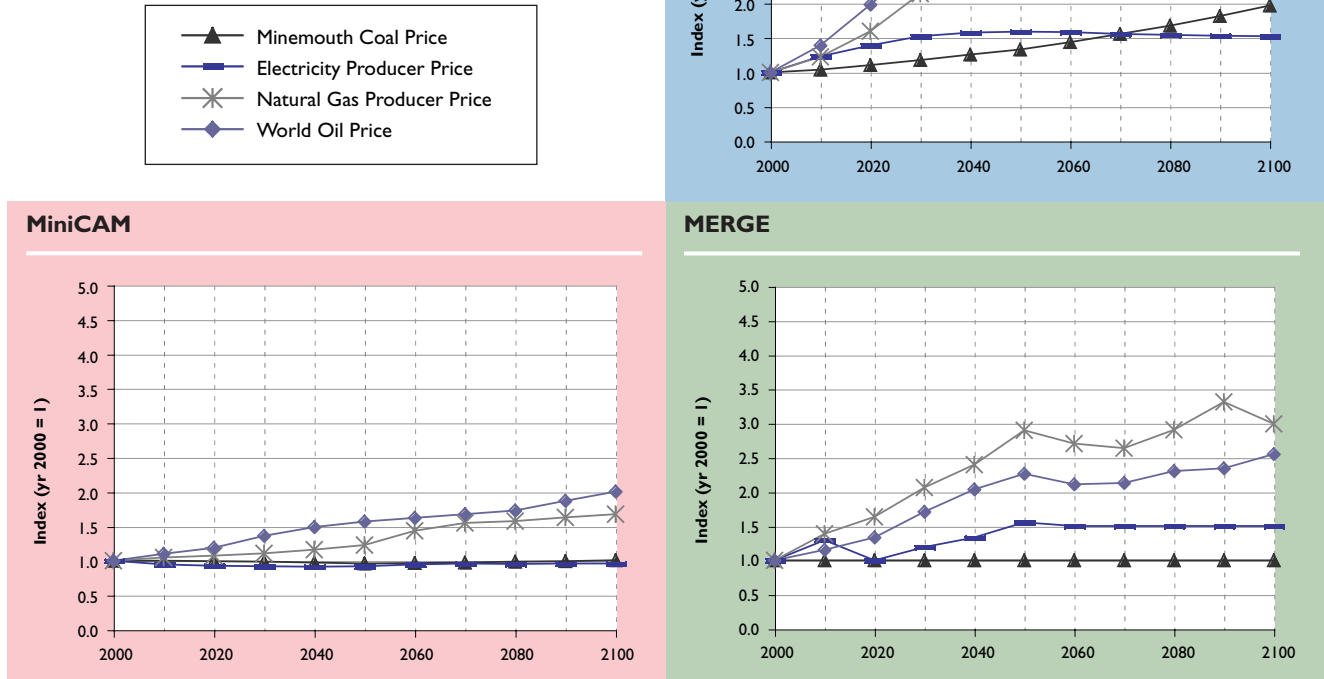 Minemouth Coal Price
Electricity Producer Price
Natural Gas Producer Price
World Oil Price
Index (
2.0
1.5
1.0
0.5
0.0
2000 2020 2040 2060 2080 2100
MiniCAM
Index (yr 2000 = 1)
5.0
4.5
4.0
3.5
3.0
2.5
2.0
1.5
1.0
0.5
0.0
2000 2020 2040 2060 2080 2100
MERGE
Index (yr 2000 = 1)
5.0
4.5
4.0
3.5
3.0
2.5
2.0
1.5
1.0
0.5
0.0
2000 2020 2040 2060 2080 2100